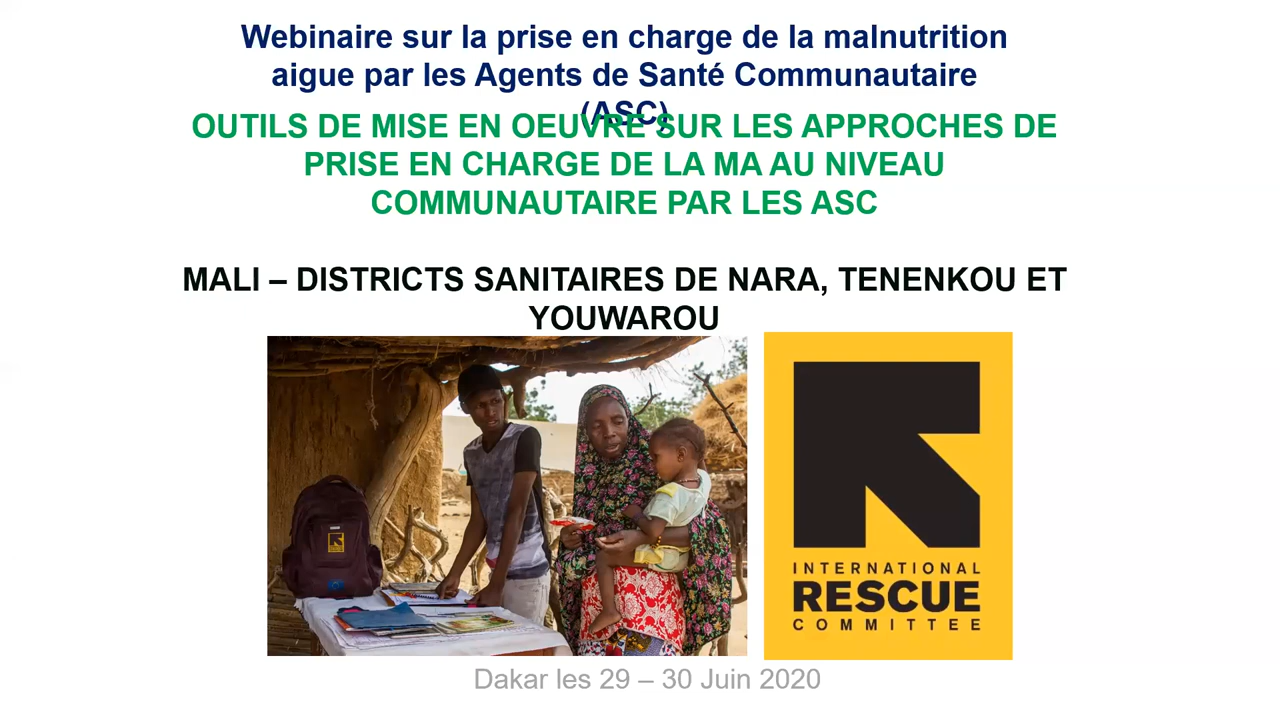 Webinaire sur la prise en charge de la malnutrition
aigue par les Agents de Santé Communautaire
(ASC)
OUTILS DE MISE EN OEUVRE SUR LES APPROCHES DE
PRISE EN CHARGE DE LA MA AU NIVEAU
COMMUNAUTAIRE PAR LES ASC
MALI – DISTRICTS SANITAIRES DE NARA, TENENKOU ET
YOUWAROU
INTERNATIONAL
RESCUE
COMMITTEE
Dakar les 29 – 30 Juin 2020